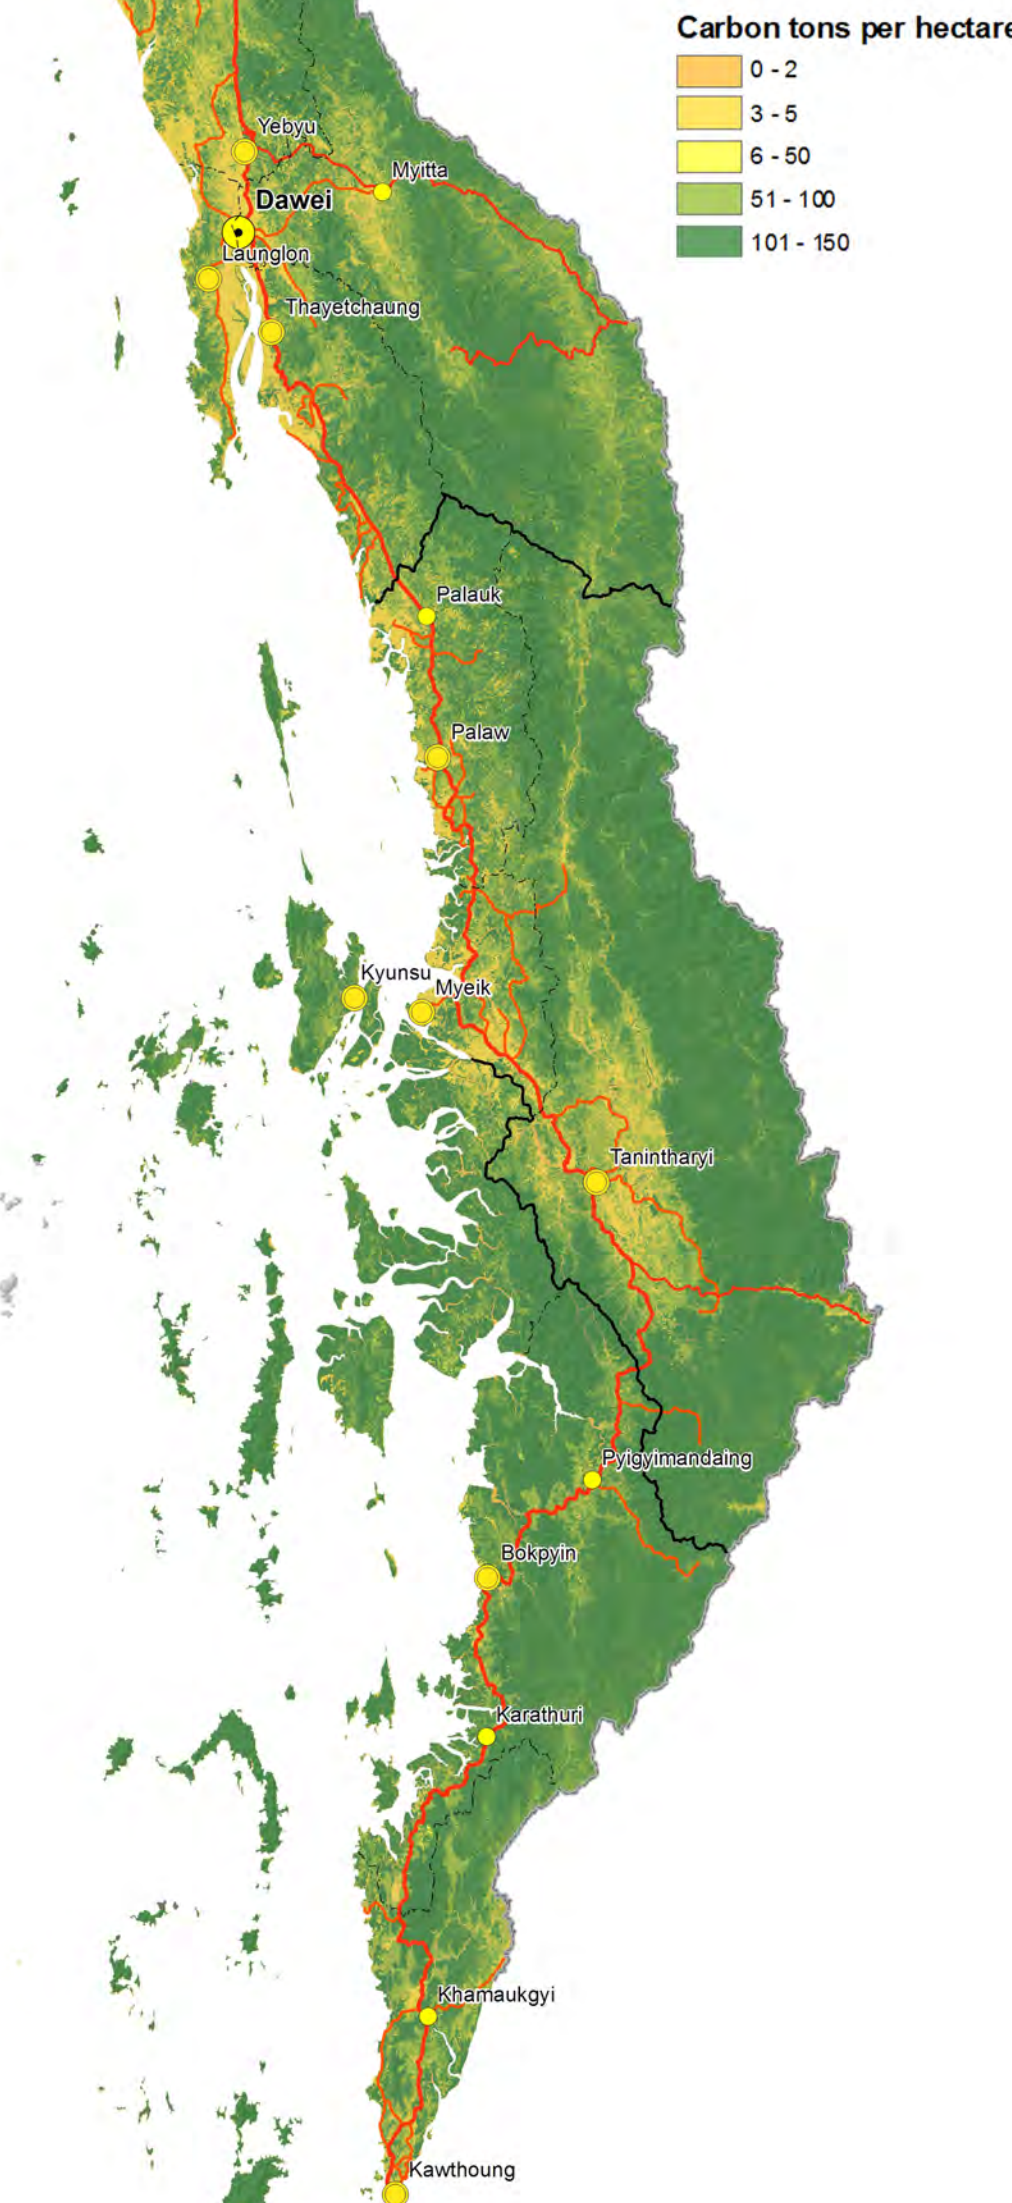 Carbon tons per hectare
0 - 2
3 - 5
6 - 50
51 - 100
101 - 150
Yebyu
Myitta
Dawei
Launglon
Thayetchaung
Palauk
Palaw
Kyunsu
Myeik
Tanintharyi
Pyigyimandaing
Bokpyin
Karathuri
Khamaukgyi
Kawthoung